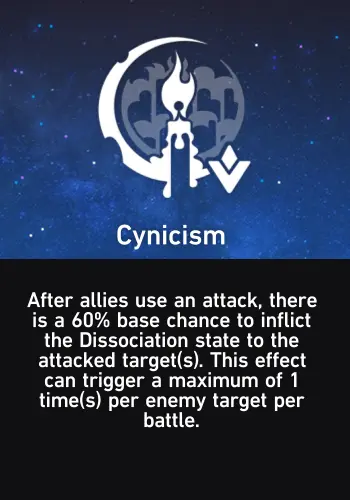 Cynicism
After allies use an attack, there
is a 60% base chance to inflict
the Dissociation state to the
attacked target(s). This effect
can trigger a maximum of 1
time(s) per enemy target per
battle.